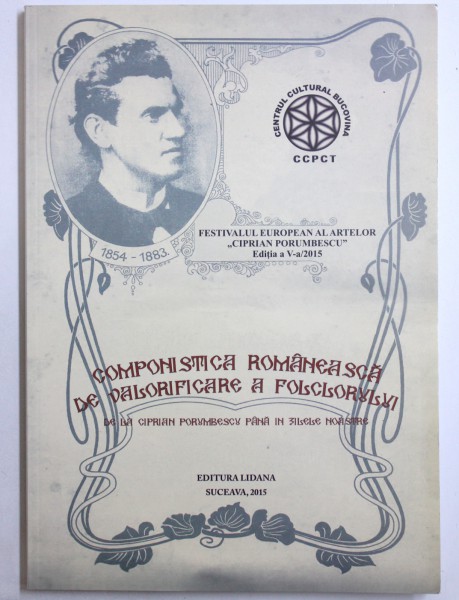 CENTRUL CULTURAL BUCOVINA
CCPCT
1854 - 1883.
FESTIVALUL EUROPEAN AL ARTELOR
„CIPRIAN PORUMBESCU”
Ediția a V-a/2015
COMPONISTICA ROMÂNEASCĂ
DE VALORIFICARE A FOLCLORULUI
DE LA CIPRIAN PORUMBESCU PÂNĂ IN ZILELE NOASTRE
EDITURA LIDANA
SUCEAVA, 2015